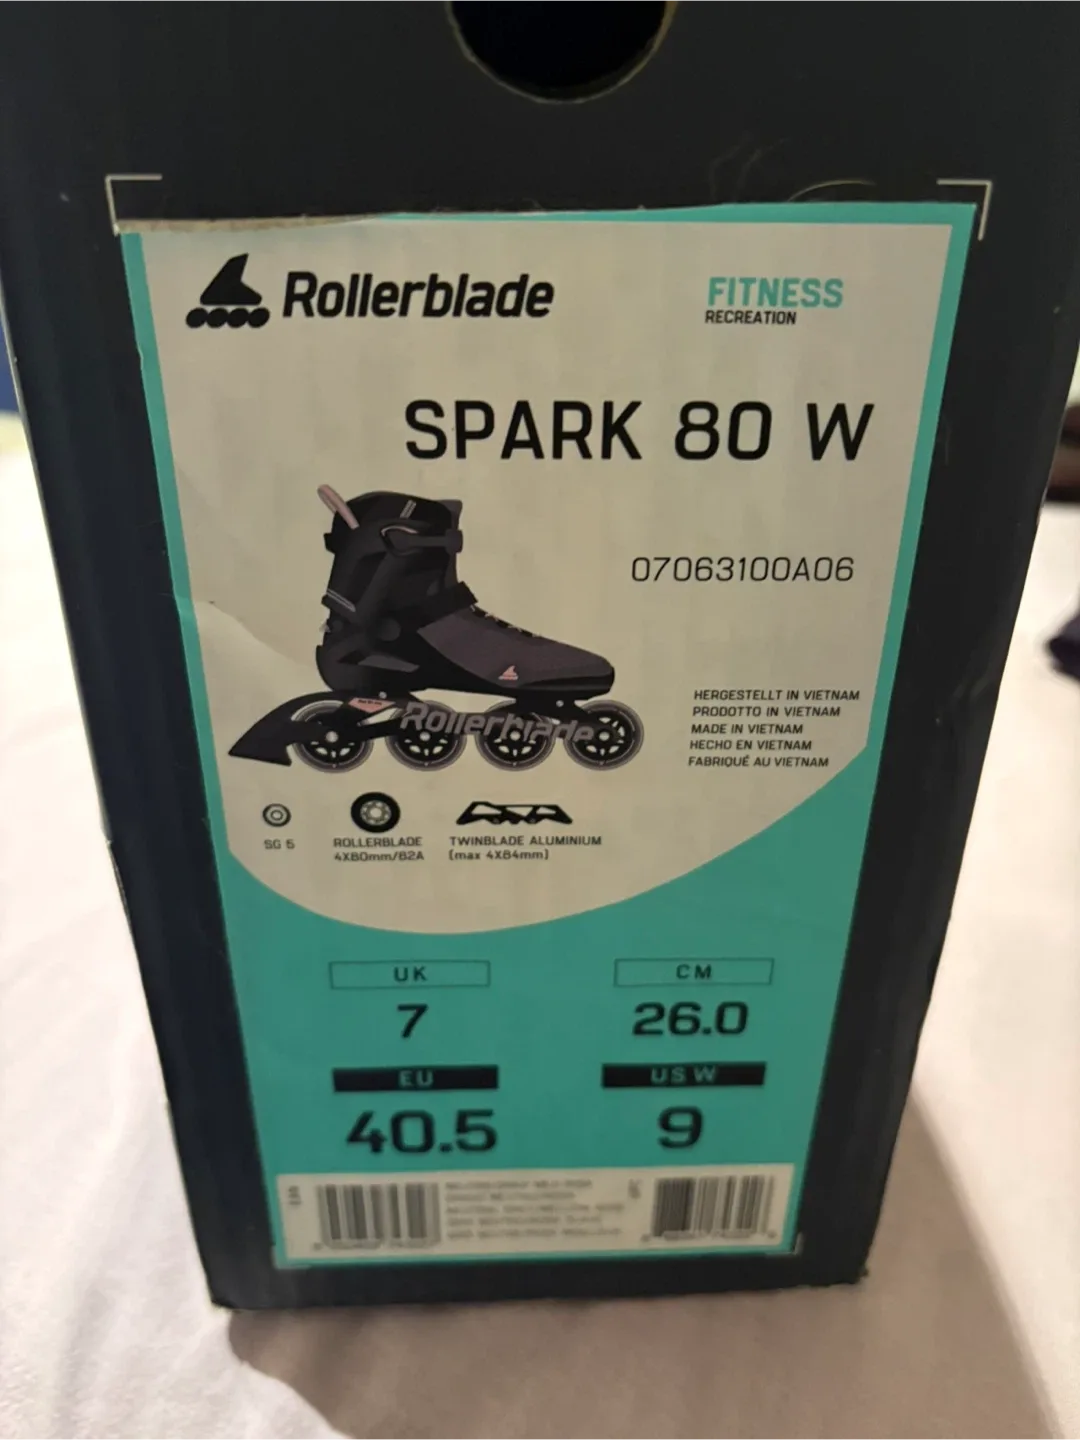 Rollerblade
FITNESS
RECREATION
SPARK 80 W
07063100A06
HERGESTELLT IN VIETNAM
PRODOTTO IN VIETNAM
MADE IN VIETNAM
HECHO EN VIETNAM
FABRIQUÉ AU VIETNAM
Rollerblade
SG 5
ROLLERBLADE
4X80mm/82A
TWINBLADE ALUMINIUM
(max 4X84mm)
UK
7
CM
26.0
EU
40.5
US W
9